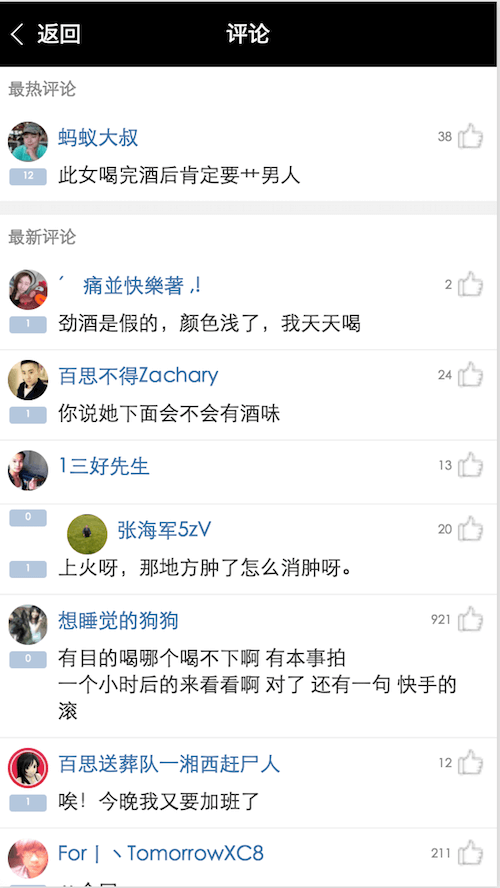 返回
评论
最热评论
蚂蚁大叔
38
12
此女喝完酒后肯定要艹男人
最新评论
′ 痛並快樂著 ,!
2
1
劲酒是假的，颜色浅了，我天天喝
百思不得Zachary
24
1
你说她下面会不会有酒味
1三好先生
13
0
张海军5zV
20
1
上火呀，那地方肿了怎么消肿呀。
想睡觉的狗狗
921
0
有目的喝哪个喝不下啊 有本事拍
一个小时后的来看看啊 对了 还有一句 快手的
滚
百思送葬队一湘西赶尸人
12
1
唉！今晚我又要加班了
For丨丶TomorrowXC8
211